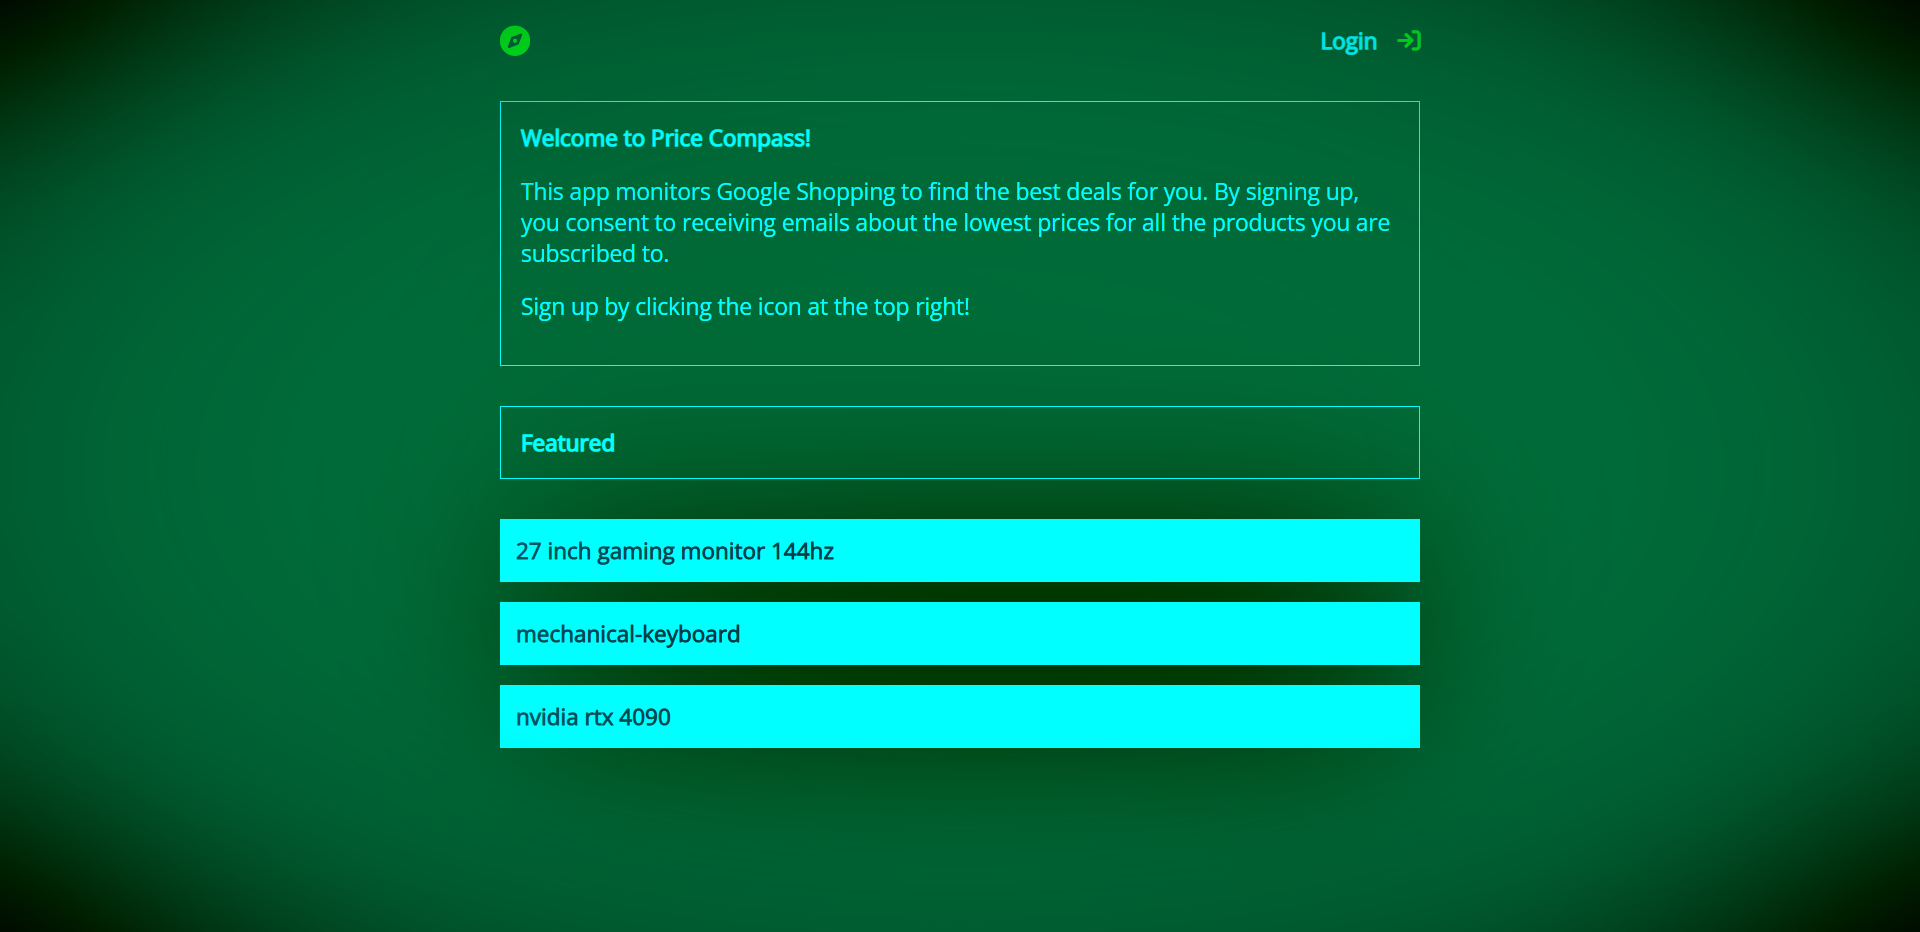 Login
Welcome to Price Compass!
This app monitors Google Shopping to find the best deals for you. By signing up,
you consent to receiving emails about the lowest prices for all the products you are
subscribed to.
Sign up by clicking the icon at the top right!
Featured
27 inch gaming monitor 144hz
mechanical-keyboard
nvidia rtx 4090